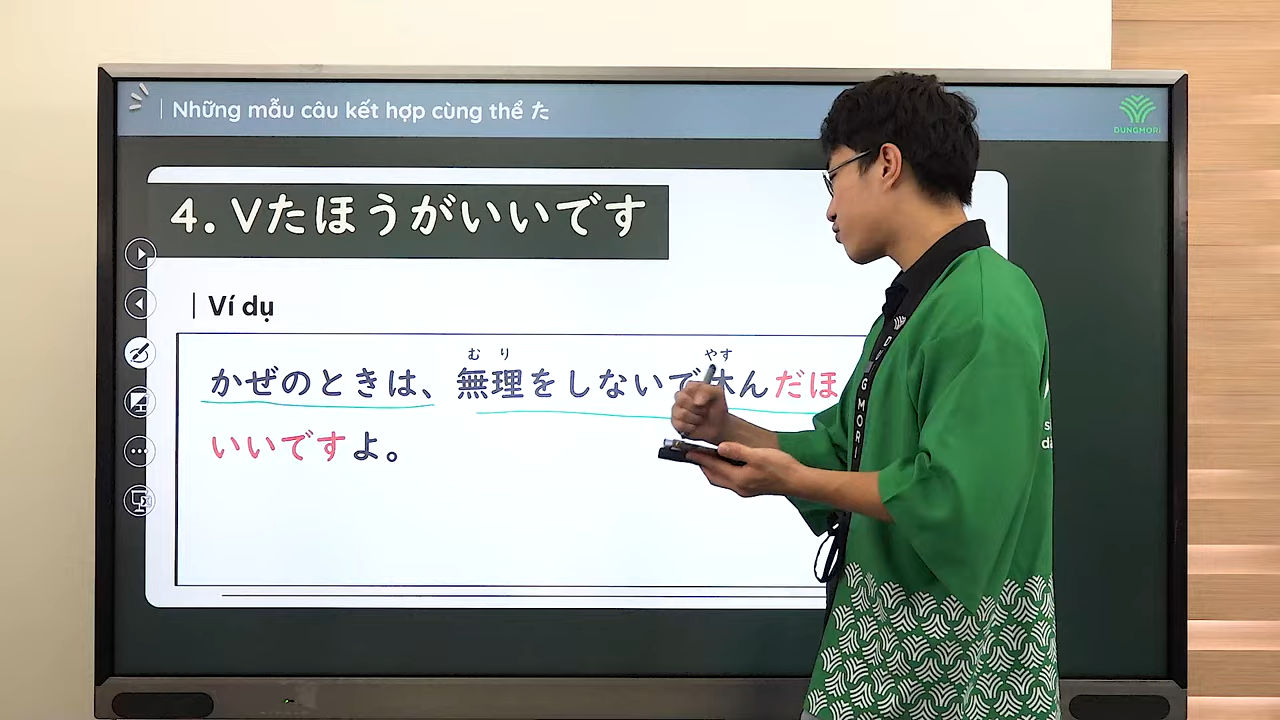 Những mẫu câu kết hợp cùng thể た
DUNGMORI
4. Vたほうがいいです
Ví dụ
む り やす
かぜのときは、無理をしないで休んだほ
いいですよ。
DUNGMORI